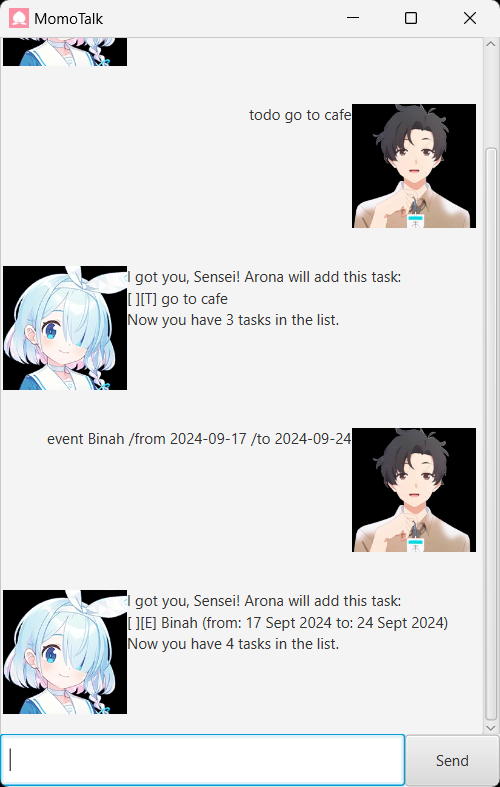 MomoTalk
todo go to cafe
I got you, Sensei! Arona will add this task:
[ ][T] go to cafe
Now you have 3 tasks in the list.
event Binah /from 2024-09-17 /to 2024-09-24
I got you, Sensei! Arona will add this task:
[ ][E] Binah (from: 17 Sept 2024 to: 24 Sept 2024)
Now you have 4 tasks in the list.
Send